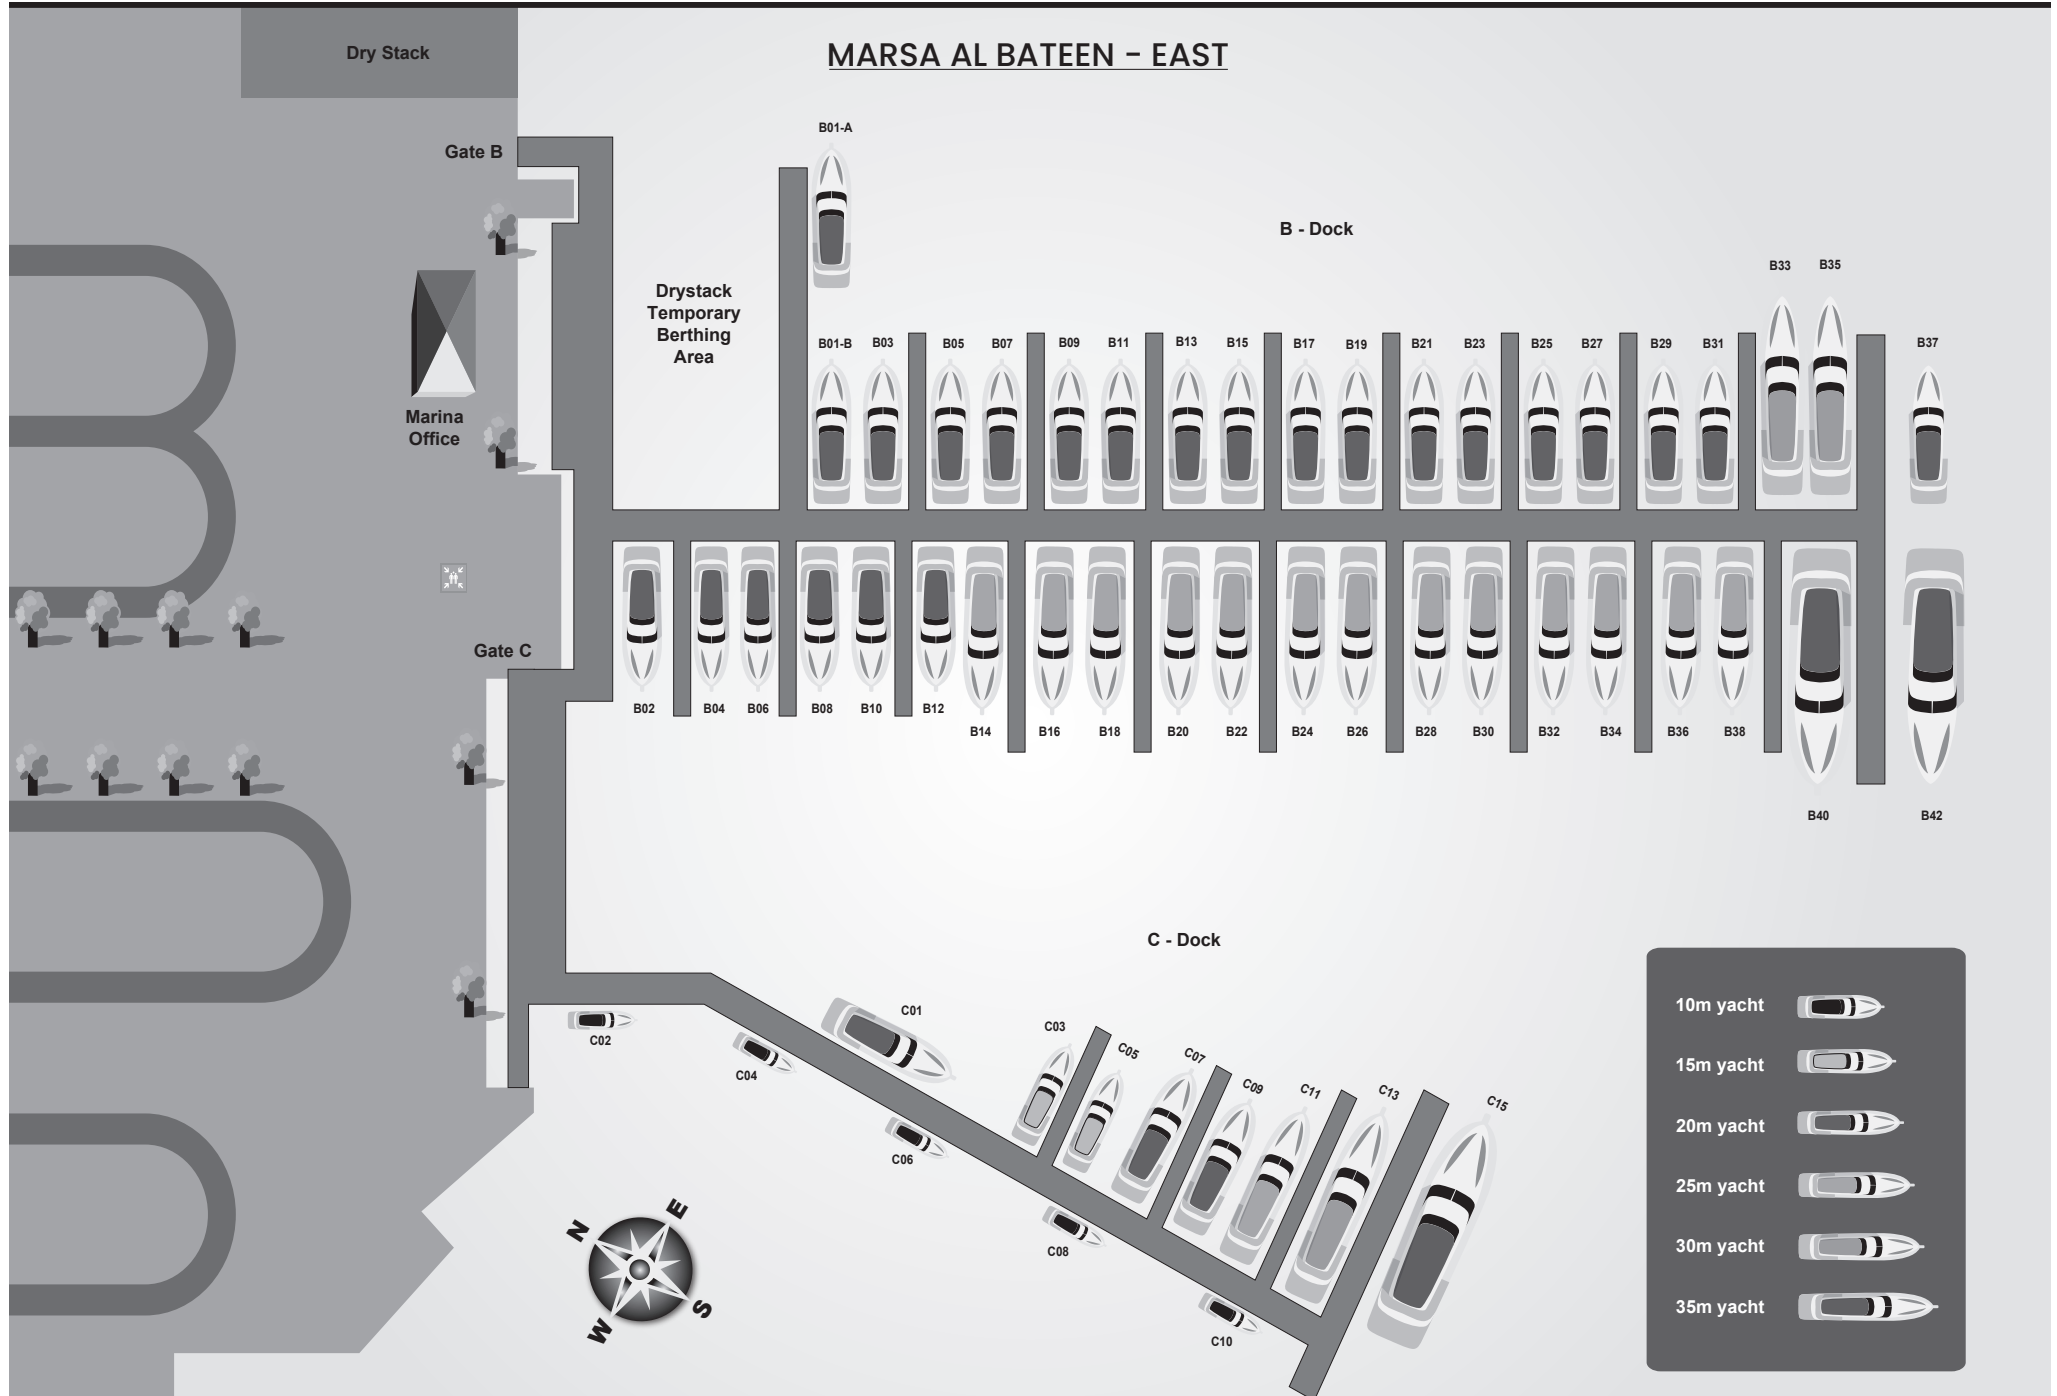 Dry Stack
MARSA AL BATEEN - EAST
B01-A
Gate B
B - Dock
B33
B35
Drystack
Temporary
Berthing
Area
B01-B
B03
B05
B07
B09
B11
B13
B15
B17
B19
B21
B23
B25
B27
B29
B31
B37
Marina
Office
Gate C
B02
B04
B06
B08
B10
B12
B14
B16
B18
B20
B22
B24
B26
B28
B30
B32
B34
B36
B38
B40
B42
C - Dock
C01
C02
C03
C04
C05
C06
C07
C08
C09
C10
C11
C13
C15
N
E
S
W
10m yacht
15m yacht
20m yacht
25m yacht
30m yacht
35m yacht